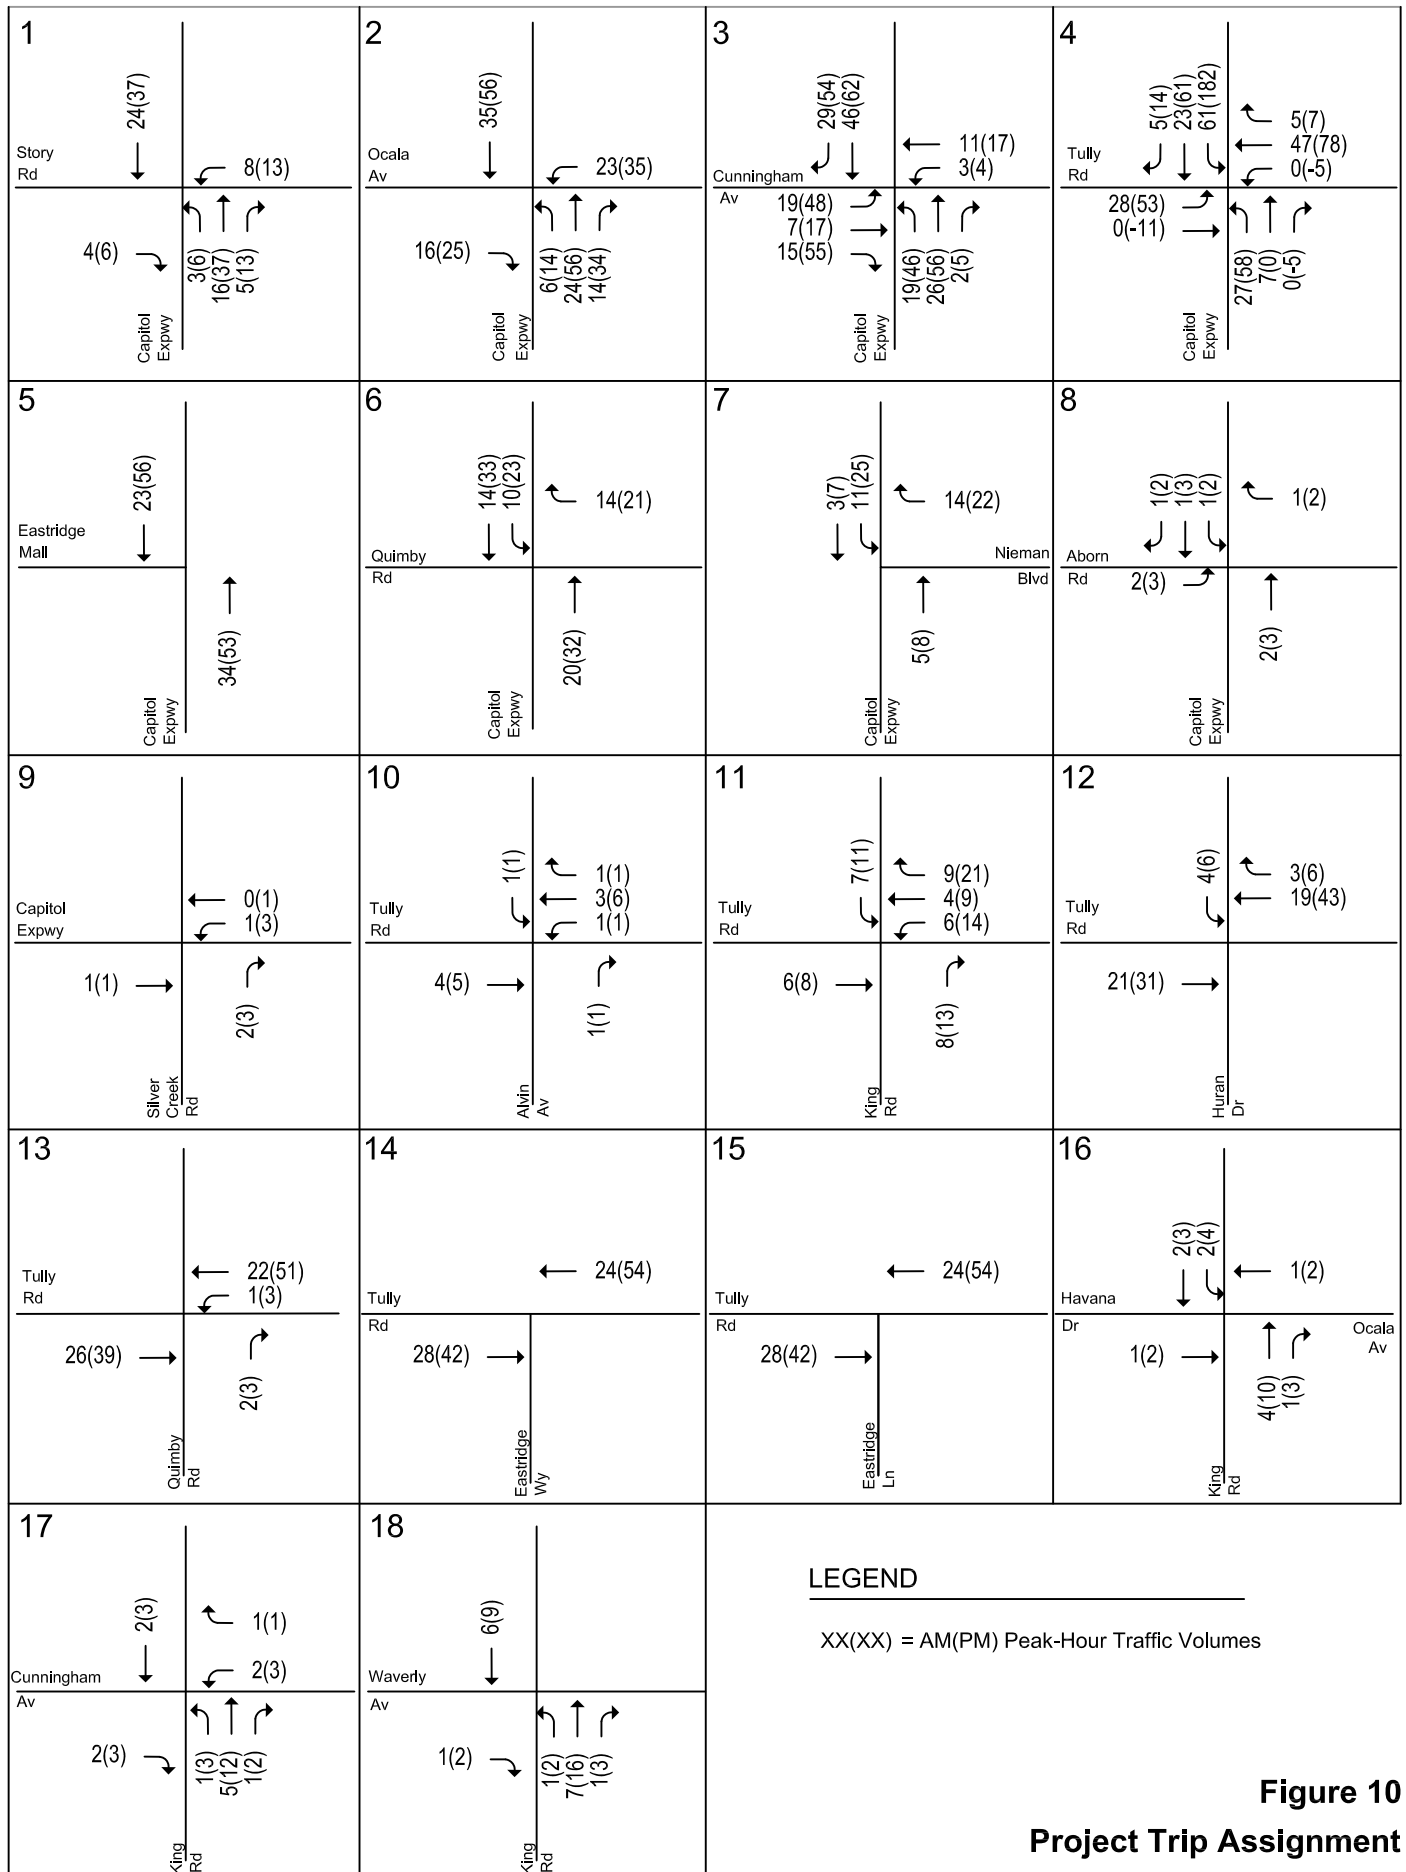 1
24(37)
Story
Rd
8(13)
4(6)
3(6)
16(37)
5(13)
Capitol
Expwy
2
35(56)
Ocala
Av
23(35)
16(25)
6(14)
24(56)
14(34)
Capitol
Expwy
3
29(54)
46(62)
11(17)
3(4)
Cunningham
Av
19(48)
7(17)
15(55)
19(46)
26(56)
2(5)
Capitol
Expwy
4
5(14)
23(61)
61(182)
5(7)
47(78)
0(-5)
Tully
Rd
28(53)
0(-11)
27(58)
7(0)
0(-5)
Capitol
Expwy
5
23(56)
Eastridge
Mall
34(53)
Capitol
Expwy
6
14(33)
10(23)
14(21)
Quimby
Rd
20(32)
Capitol
Expwy
7
3(7)
11(25)
14(22)
Nieman
Blvd
5(8)
Capitol
Expwy
8
1(2)
1(3)
1(2)
1(2)
Aborn
Rd
2(3)
2(3)
Capitol
Expwy
9
0(1)
1(3)
Capitol
Expwy
1(1)
2(3)
Silver
Creek
Rd
10
1(1)
1(1)
3(6)
1(1)
Tully
Rd
4(5)
1(1)
Alvin
Av
11
7(11)
9(21)
4(9)
6(14)
Tully
Rd
6(8)
8(13)
King
Rd
12
4(6)
3(6)
19(43)
Tully
Rd
21(31)
Huran
Dr
13
22(51)
1(3)
Tully
Rd
26(39)
2(3)
Quimby
Rd
14
24(54)
Tully
Rd
28(42)
Eastridge
Wy
15
24(54)
Tully
Rd
28(42)
Eastridge
Ln
16
2(3)
2(4)
1(2)
Havana
Dr
Ocala
Av
1(2)
4(10)
1(3)
King
Rd
17
2(3)
1(1)
2(3)
Cunningham
Av
2(3)
1(3)
5(12)
1(2)
King
Rd
18
6(9)
Waverly
Av
1(2)
1(2)
7(16)
1(3)
King
Rd
LEGEND
XX(XX) = AM(PM) Peak-Hour Traffic Volumes
Figure 10
Project Trip Assignment